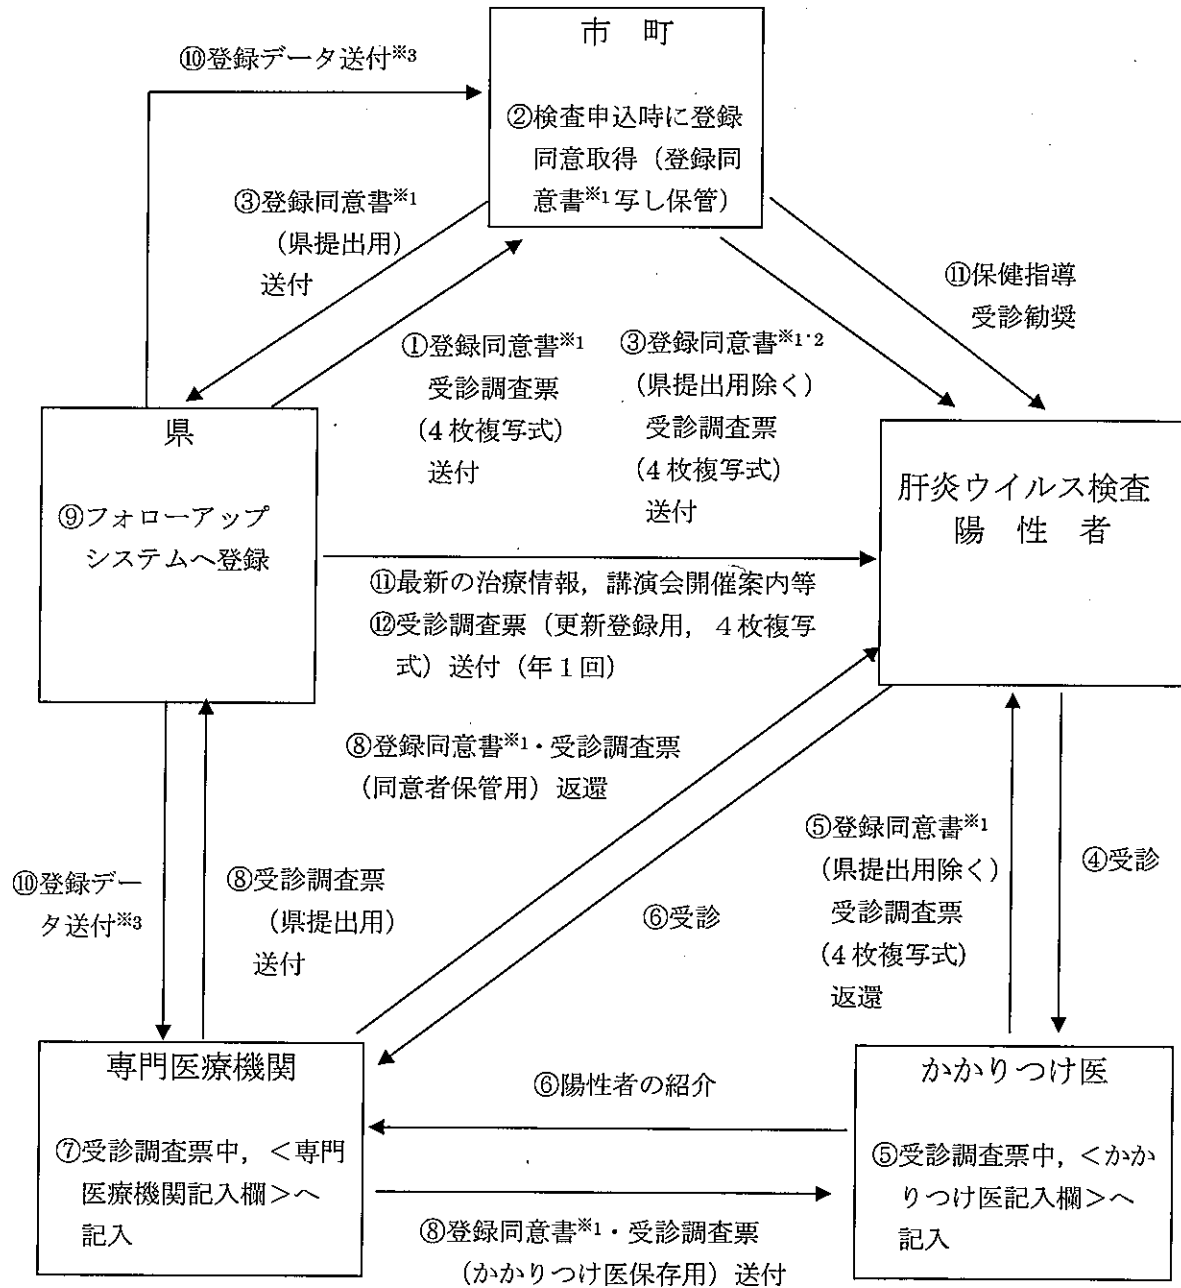 市　町
⑩登録データ送付※3
②検査申込時に登録
同意取得（登録同
意書※1写し保管）
③登録同意書※1
（県提出用）
送付
⑪保健指導
受診勧奨
①登録同意書※1
受診調査票
（4枚複写式）
送付
③登録同意書※1･2
（県提出用除く）
受診調査票
（4枚複写式）
送付
県
⑨フォローアップ
システムへ登録
肝炎ウイルス検査
陽　性　者
⑪最新の治療情報，講演会開催案内等
⑫受診調査票（更新登録用，４枚複写
式）送付（年１回）
⑧登録同意書※1・受診調査票
（同意者保管用）返還
⑤登録同意書※1
（県提出用除く）
受診調査票
（4枚複写式）
返還
④受診
⑩登録デー
タ送付※3
⑧受診調査票
（県提出用）
送付
⑥受診
専門医療機関
⑦受診調査票中，＜専門
医療機関記入欄＞へ
記入
⑥陽性者の紹介
⑧登録同意書※1・受診調査票
（かかりつけ医保存用）送付
かかりつけ医
⑤受診調査票中，＜かか
りつけ医記入欄＞へ
記入